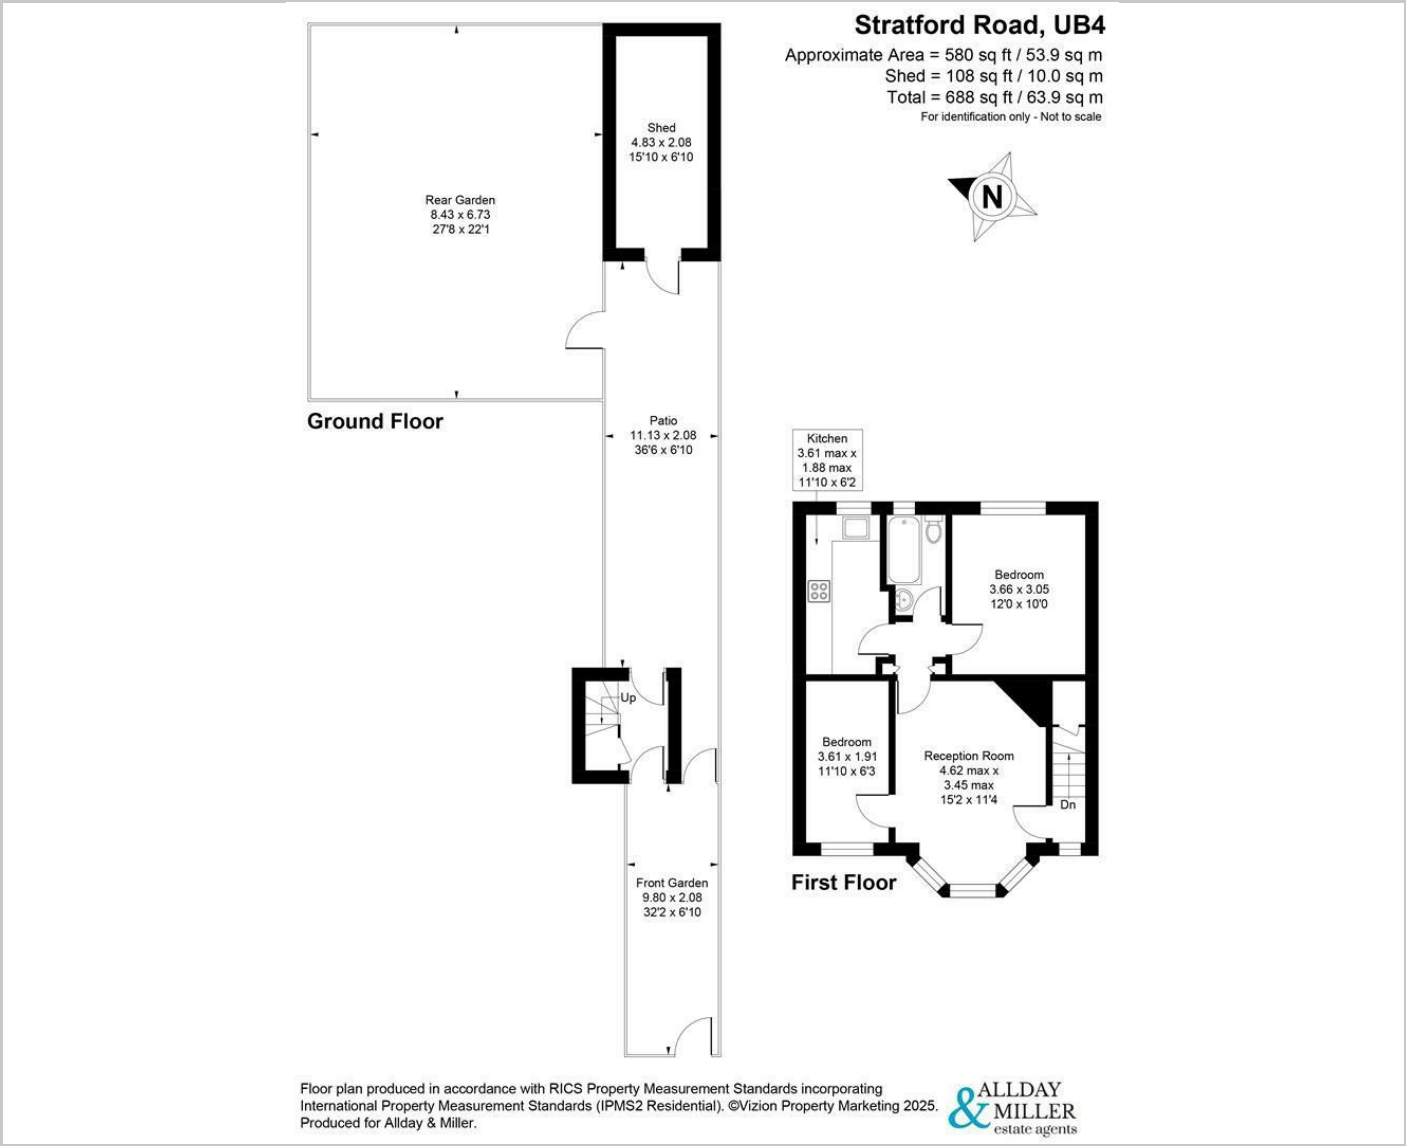 Stratford Road, UB4
Approximate Area = 580 sq ft / 53.9 sq m
Shed = 108 sq ft / 10.0 sq m
Total = 688 sq ft / 63.9 sq m
For identification only - Not to scale
N
Shed
4.83 x 2.08
15'10 x 6'10
Rear Garden
8.43 x 6.73
27'8 x 22'1
Ground Floor
Patio
11.13 x 2.08
36'6 x 6'10
Up
Front Garden
9.80 x 2.08
32'2 x 6'10
Kitchen
3.61 max x
1.88 max
11'10 x 6'2
Bedroom
3.66 x 3.05
12'0 x 10'0
Bedroom
3.61 x 1.91
11'10 x 6'3
Reception Room
4.62 max x
3.45 max
15'2 x 11'4
Dn
First Floor
Floor plan produced in accordance with RICS Property Measurement Standards incorporating
International Property Measurement Standards (IPMS2 Residential). ©Vizion Property Marketing 2025.
Produced for Allday & Miller.
ALLDAY
& MILLER
estate agents